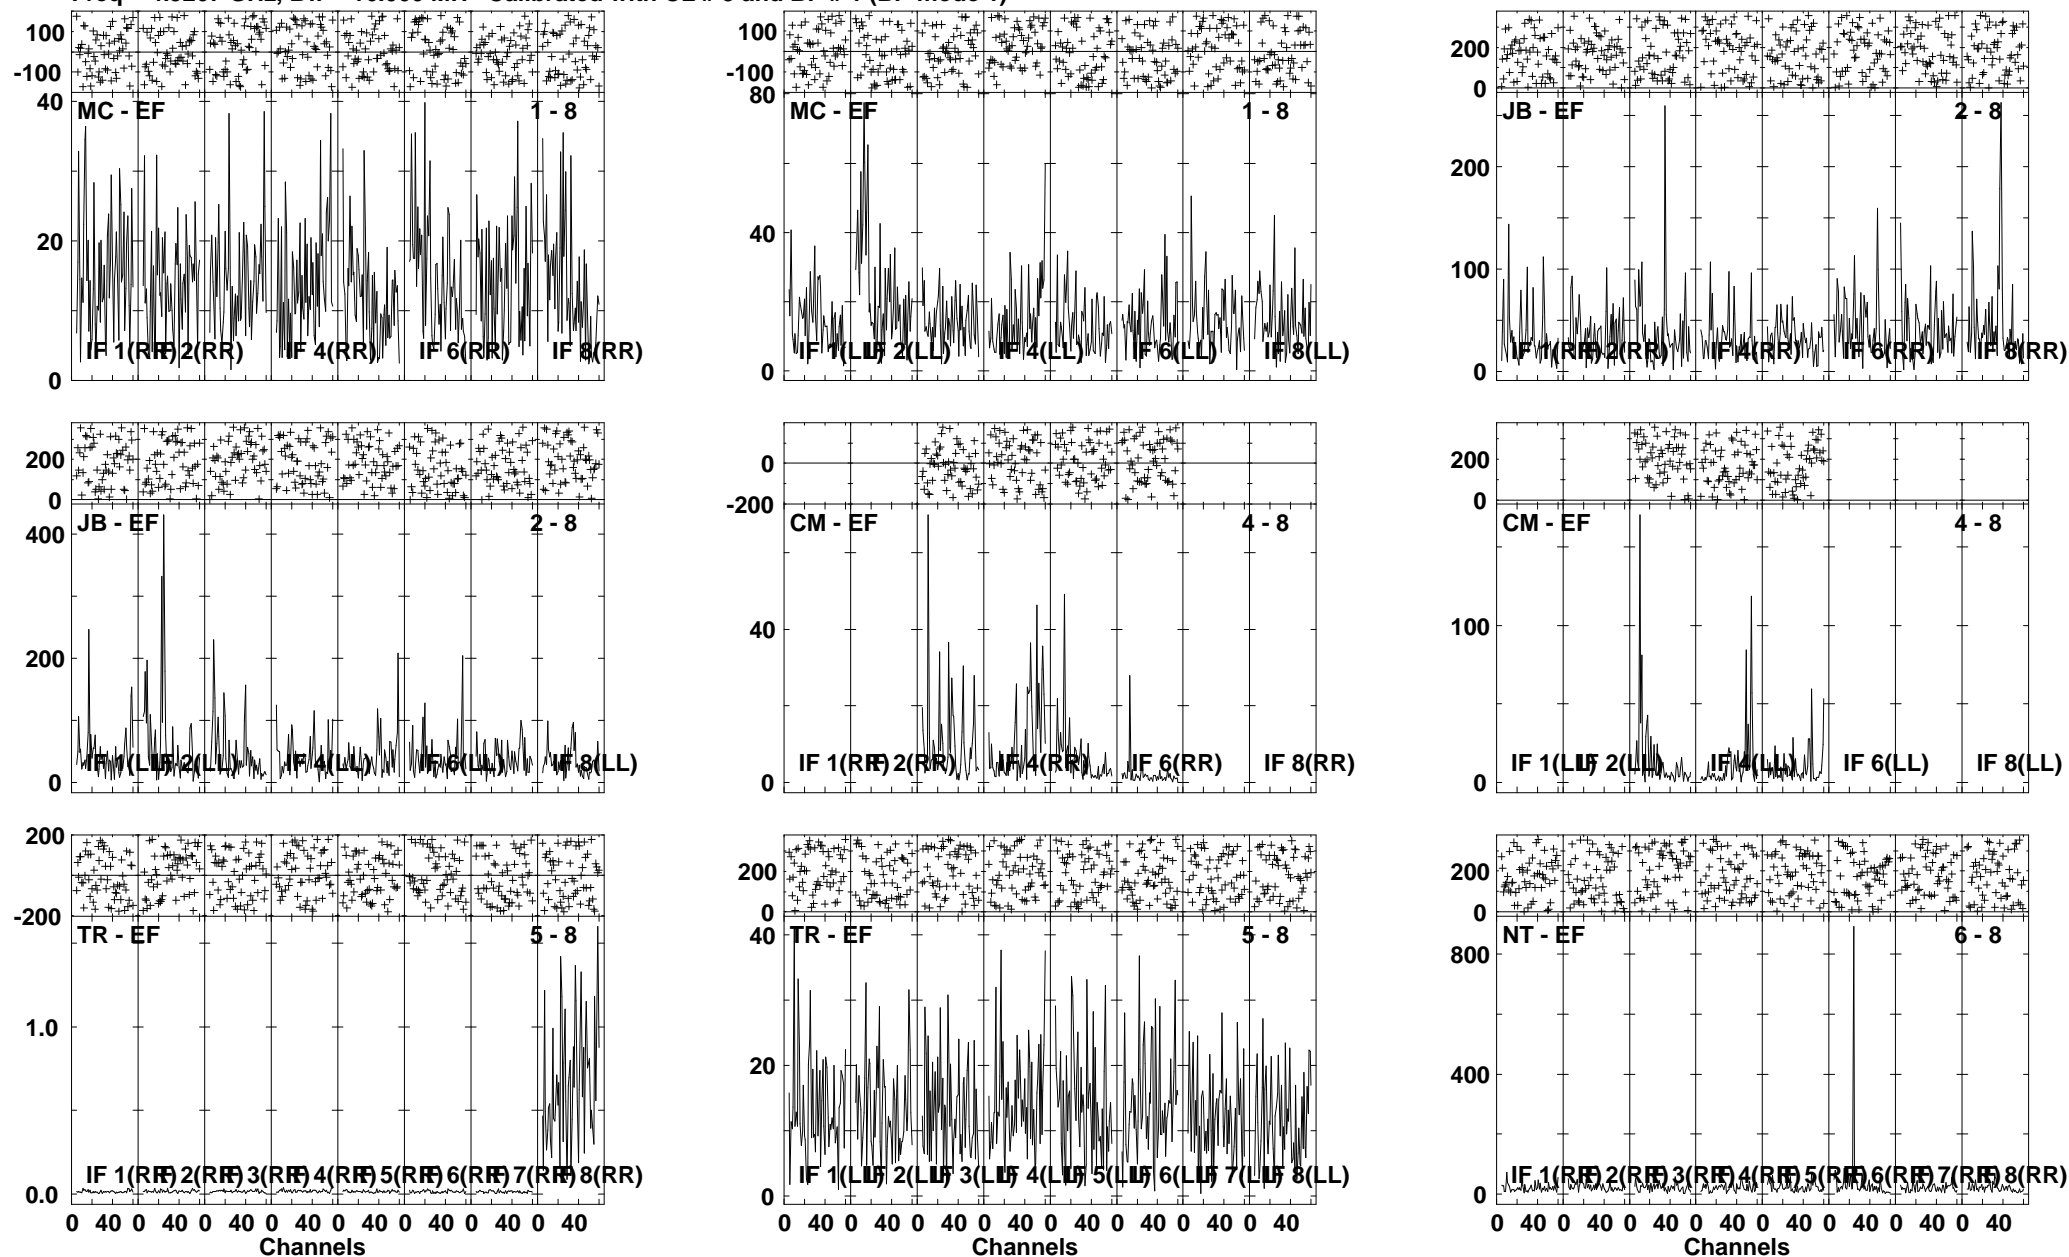 100
-100
40
20
0
MC - EF
1 - 8
IF 1(RR)
IF 2(RR)
IF 4(RR)
IF 6(RR)
IF 8(RR)
100
-100
80
40
0
MC - EF
1 - 8
IF 1(LL)
IF 2(LL)
IF 4(LL)
IF 6(LL)
IF 8(LL)
200
0
200
100
0
JB - EF
2 - 8
IF 1(RR)
IF 2(RR)
IF 4(RR)
IF 6(RR)
IF 8(RR)
200
0
400
200
0
JB - EF
2 - 8
IF 1(LL)
IF 2(LL)
IF 4(LL)
IF 6(LL)
IF 8(LL)
0
-200
40
0
CM - EF
4 - 8
IF 1(RR)
IF 2(RR)
IF 4(RR)
IF 6(RR)
IF 8(RR)
200
0
100
0
CM - EF
4 - 8
IF 1(LL)
IF 2(LL)
IF 4(LL)
IF 6(LL)
IF 8(LL)
200
-200
1.0
0.0
TR - EF
5 - 8
IF 1(RR)
IF 2(RR)
IF 3(RR)
IF 4(RR)
IF 5(RR)
IF 6(RR)
IF 7(RR)
IF 8(RR)
0 40 0 40 0 40 0 40 0 40 0 40 0 40 0 40
Channels
200
0
40
20
0
TR - EF
5 - 8
IF 1(LL)
IF 2(LL)
IF 3(LL)
IF 4(LL)
IF 5(LL)
IF 6(LL)
IF 7(LL)
IF 8(LL)
0 40 0 40 0 40 0 40 0 40 0 40 0 40 0 40
Channels
200
0
800
400
0
NT - EF
6 - 8
IF 1(RR)
IF 2(RR)
IF 3(RR)
IF 4(RR)
IF 5(RR)
IF 6(RR)
IF 7(RR)
IF 8(RR)
0 40 0 40 0 40 0 40 0 40 0 40 0 40 0 40
Channels